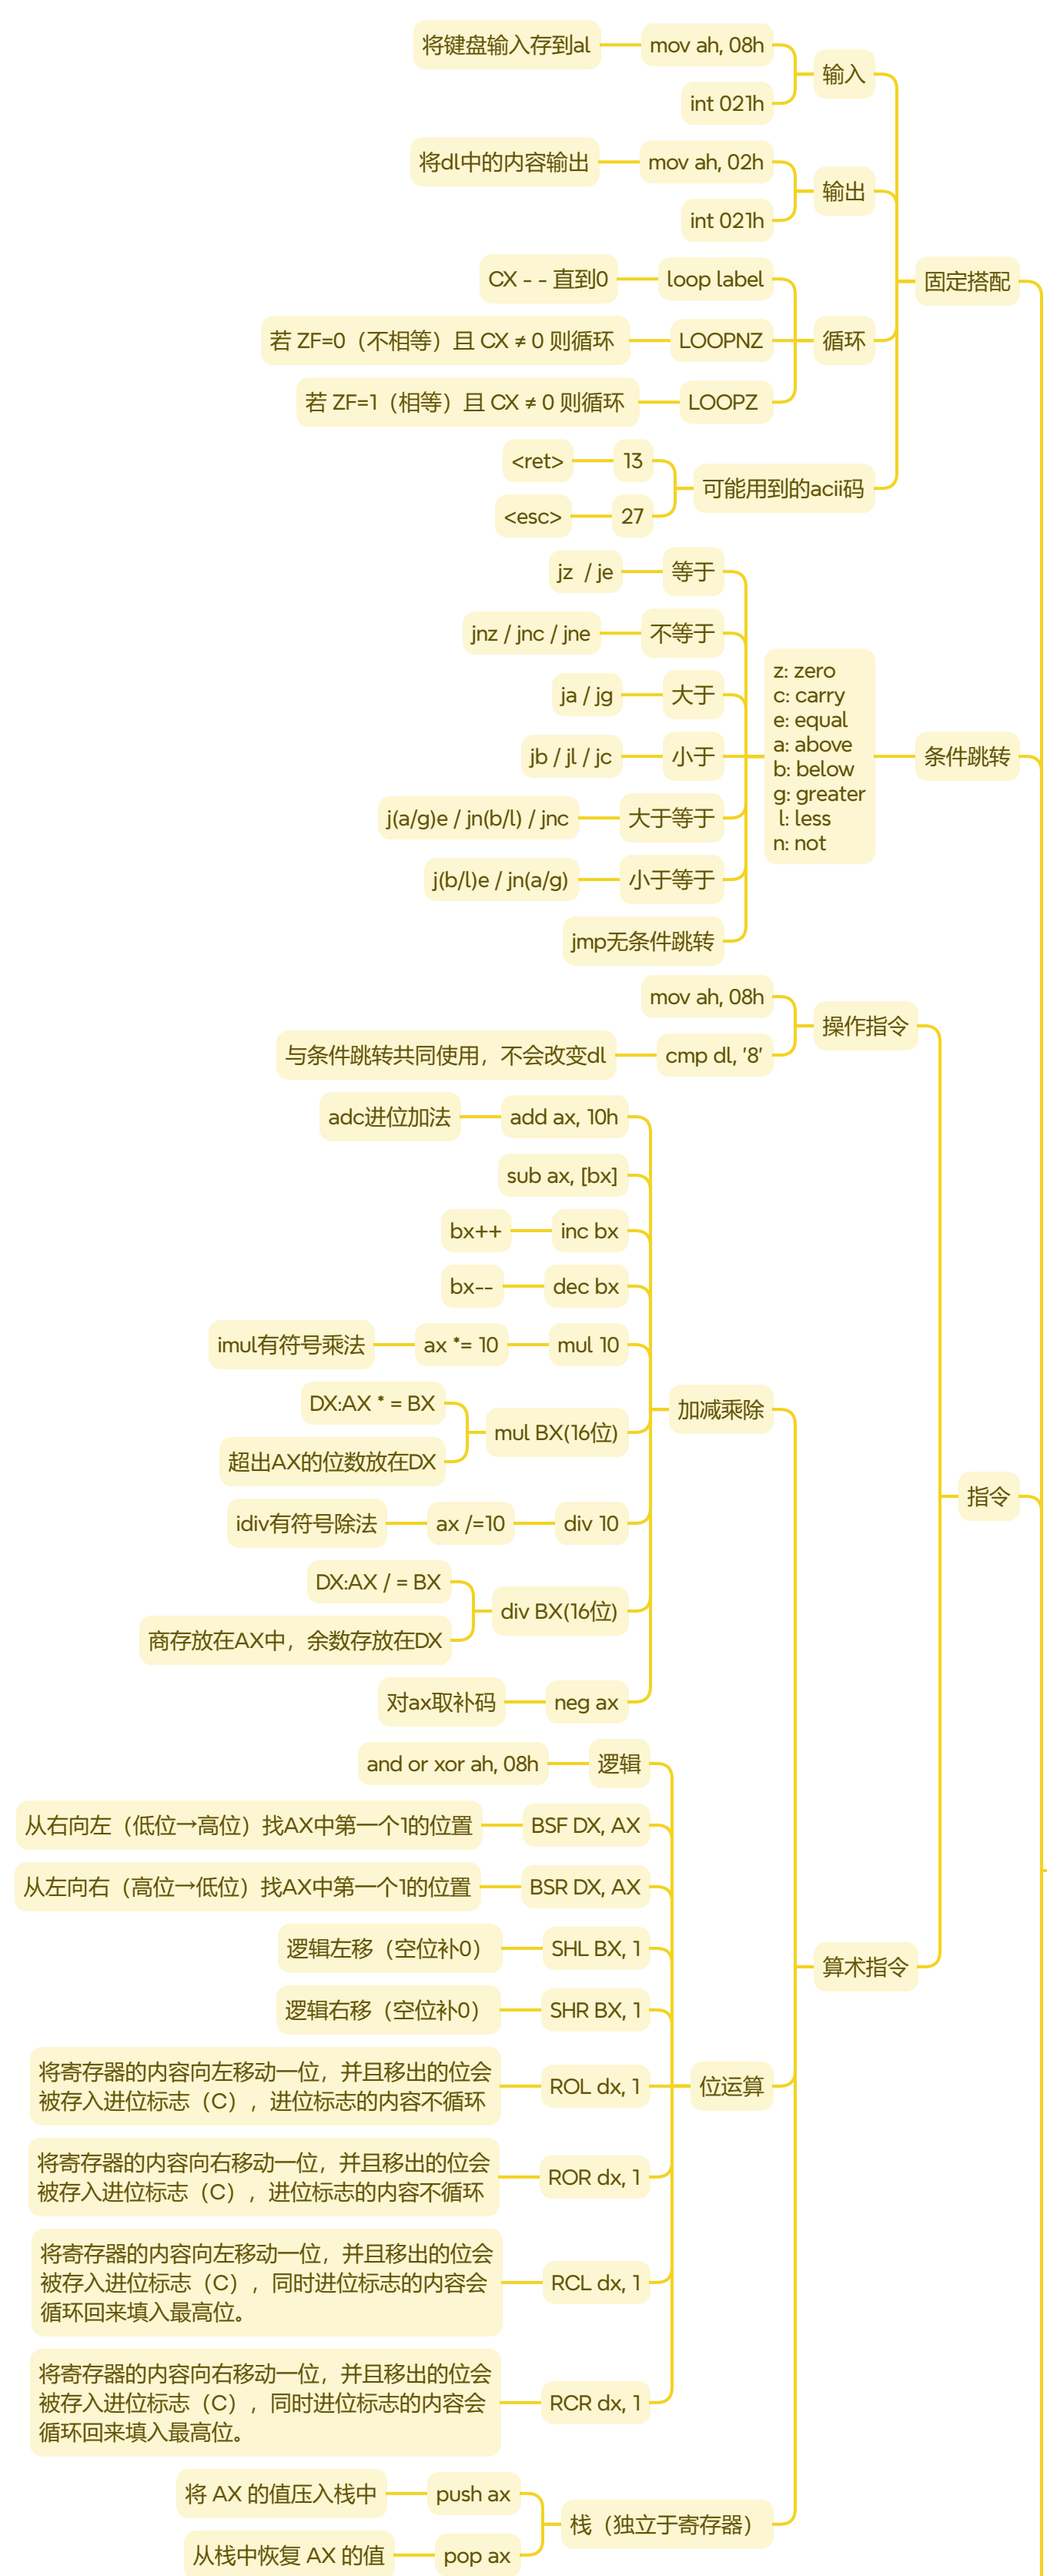 将键盘输入存到al
mov ah, 08h
输入
int 021h
将dl中的内容输出
mov ah, 02h
输出
int 021h
固定搭配
CX - - 直到0
loop label
若 ZF=0（不相等）且 CX ≠ 0 则循环
LOOPNZ
循环
若 ZF=1（相等）且 CX ≠ 0 则循环
LOOPZ
<ret>
13
可能用到的acii码
<esc>
27
jz / je
等于
jnz / jnc / jne
不等于
ja / jg
大于
jb / jl / jc
小于
j(a/g)e / jn(b/l) / jnc
大于等于
j(b/l)e / jn(a/g)
小于等于
jmp无条件跳转
z: zero
c: carry
e: equal
a: above
b: below
g: greater
l: less
n: not
条件跳转
mov ah, 08h
操作指令
与条件跳转共同使用，不会改变dl
cmp dl, '8'
adc进位加法
add ax, 10h
sub ax, [bx]
bx++
inc bx
bx--
dec bx
imul有符号乘法
ax *= 10
mul 10
DX:AX * = BX
mul BX(16位)
超出AX的位数放在DX
加减乘除
指令
idiv有符号除法
ax /=10
div 10
DX:AX / = BX
div BX(16位)
商存放在AX中，余数存放在DX
对ax取补码
neg ax
and or xor ah, 08h
逻辑
从右向左（低位→高位）找AX中第一个1的位置
BSF DX, AX
从左向右（高位→低位）找AX中第一个1的位置
BSR DX, AX
逻辑左移（空位补0）
SHL BX, 1
算术指令
逻辑右移（空位补0）
SHR BX, 1
将寄存器的内容向左移动一位，并且移出的位会
被存入进位标志（C），进位标志的内容不循环
ROL dx, 1
位运算
将寄存器的内容向右移动一位，并且移出的位会
被存入进位标志（C），进位标志的内容不循环
ROR dx, 1
将寄存器的内容向左移动一位，并且移出的位会
被存入进位标志（C），同时进位标志的内容会
循环回来填入最高位。
RCL dx, 1
将寄存器的内容向右移动一位，并且移出的位会
被存入进位标志（C），同时进位标志的内容会
循环回来填入最高位。
RCR dx, 1
将 AX 的值压入栈中
push ax
栈（独立于寄存器）
从栈中恢复 AX 的值
pop ax